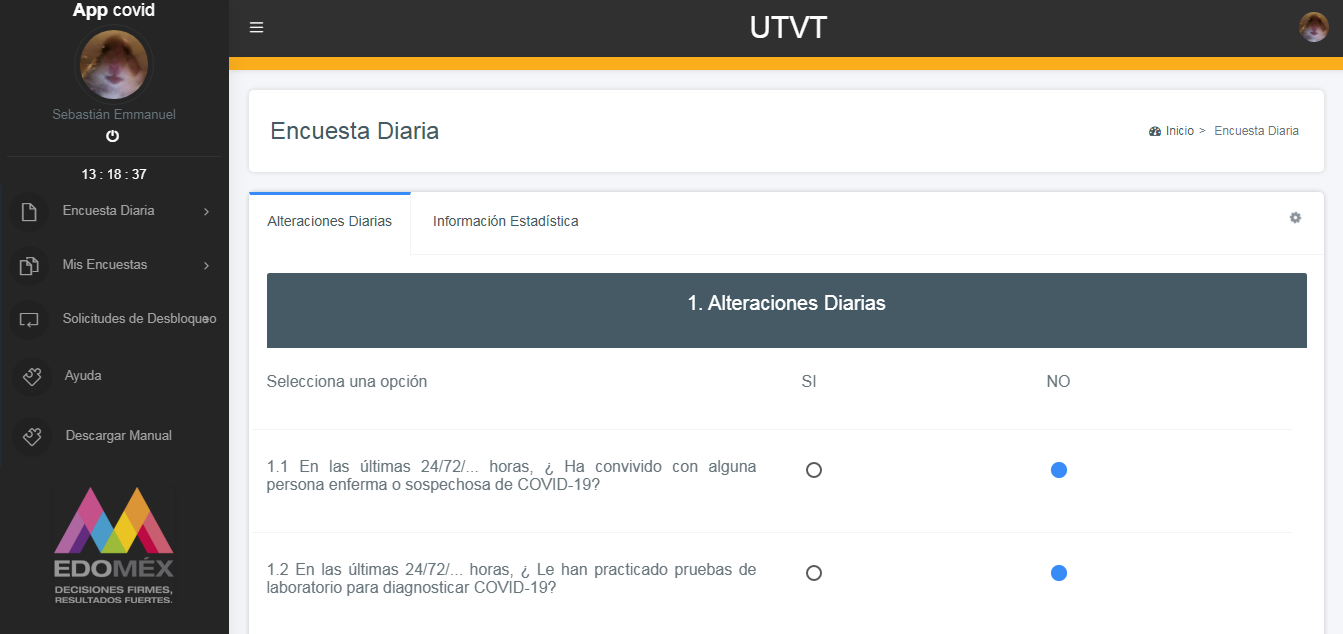 App covid
Sebastián Emmanuel
13 : 18 : 37
Encuesta Diaria
Mis Encuestas
Solicitudes de Desbloqueo
Ayuda
Descargar Manual
EDOMÉX
DECISIONES FIRMES,
RESULTADOS FUERTES.
UTVT
Encuesta Diaria
Inicio > Encuesta Diaria
Alteraciones Diarias
Información Estadística
1. Alteraciones Diarias
Selecciona una opción SI NO
1.1 En las últimas 24/72/... horas, ¿ Ha convivido con alguna
persona enferma o sospechosa de COVID-19?
1.2 En las últimas 24/72/... horas, ¿ Le han practicado pruebas de
laboratorio para diagnosticar COVID-19?